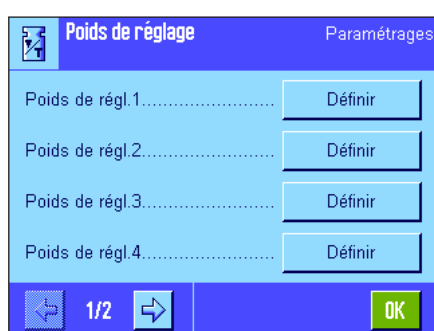 Poids de réglage Paramétrages
Poids de régl.1........................ Définir
Poids de régl.2........................ Définir
Poids de régl.3........................ Définir
Poids de régl.4........................ Définir
1/2 OK